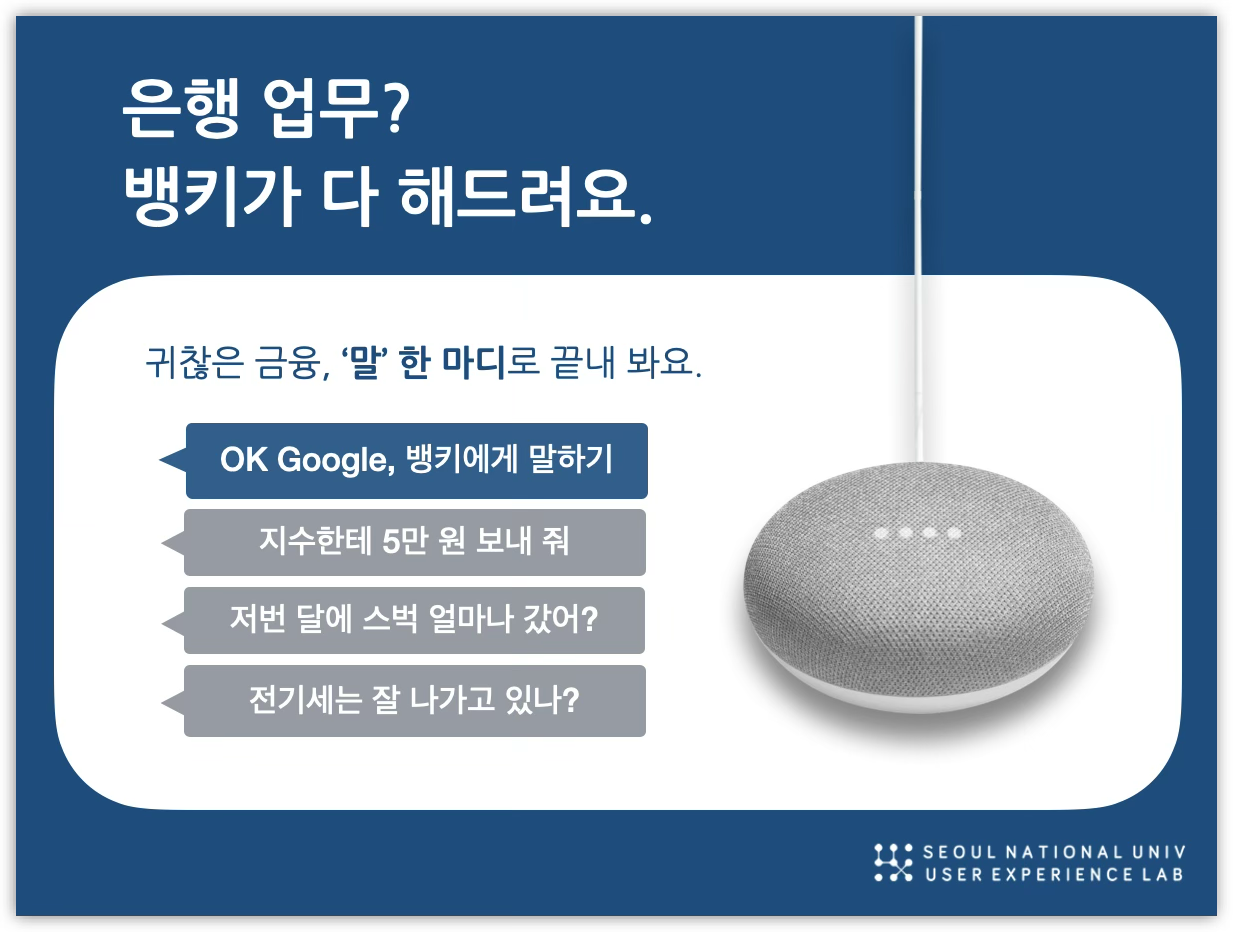 은행 업무?
뱅키가 다 해드려요.
귀찮은 금융, ‘말’ 한 마디로 끝내 봐요.
OK Google, 뱅키에게 말하기
지수한테 5만 원 보내 줘
저번 달에 스벅 얼마나 갔어?
전기세는 잘 나가고 있나?
SEOUL NATIONAL UNIV
USER EXPERIENCE LAB